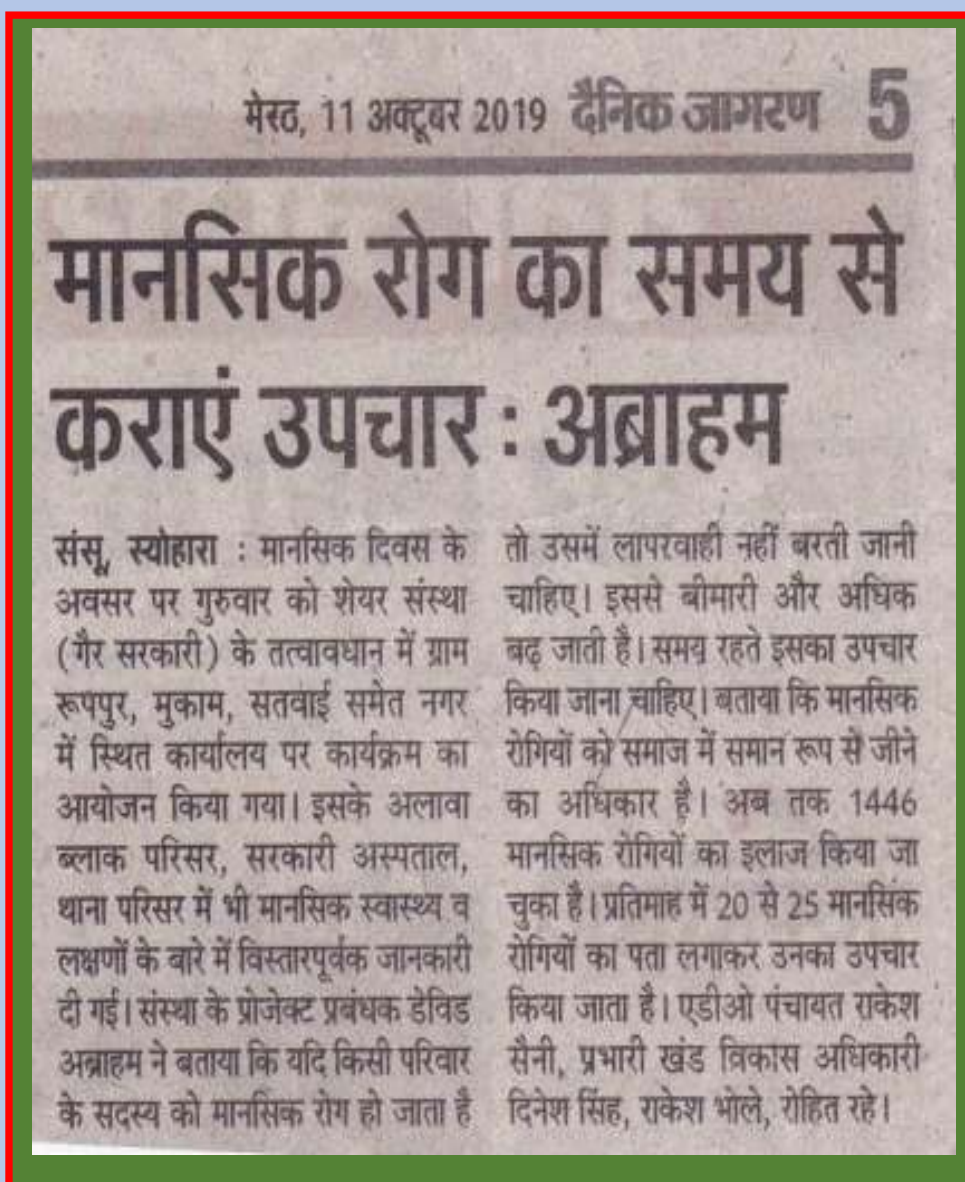 मेरठ, 11 अक्टूबर 2019 दैनिक जागरण 5
मानसिक रोग का समय से
कराएं उपचार : अब्राहम
संसू, स्योहारा : मानसिक दिवस के
अवसर पर गुरुवार को शेयर संस्था
(गैर सरकारी) के तत्वावधान में ग्राम
रूपपुर, मुकाम, सतवाई समेत नगर
में स्थित कार्यालय पर कार्यक्रम का
आयोजन किया गया। इसके अलावा
ब्लाक परिसर, सरकारी अस्पताल,
थाना परिसर में भी मानसिक स्वास्थ्य व
लक्षणों के बारे में विस्तारपूर्वक जानकारी
दी गई। संस्था के प्रोजेक्ट प्रबंधक डेविड
अब्राहम ने बताया कि यदि किसी परिवार
के सदस्य को मानसिक रोग हो जाता है
तो उसमें लापरवाही नहीं बरती जानी
चाहिए। इससे बीमारी और अधिक
बढ़ जाती है। समय रहते इसका उपचार
किया जाना चाहिए। बताया कि मानसिक
रोगियों को समाज में समान रूप से जीने
का अधिकार है। अब तक 1446
मानसिक रोगियों का इलाज किया जा
चुका है। प्रतिमाह में 20 से 25 मानसिक
रोगियों का पता लगाकर उनका उपचार
किया जाता है। एडीओ पंचायत राकेश
सैनी, प्रभारी खंड विकास अधिकारी
दिनेश सिंह, राकेश भोले, रोहित रहे।